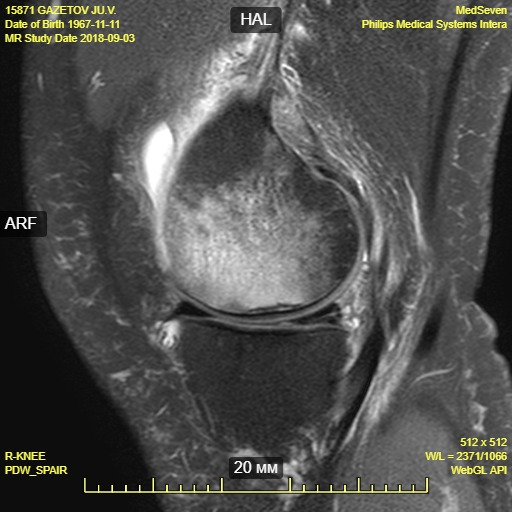 15871 GAZETOV JU.V.
Date of Birth 1967-11-11
MR Study Date 2018-09-03
HAL
MedSeven
Philips Medical Systems Intera
ARF
R-KNEE
PDW_SPAIR
20 мм
512 x 512
W/L = 2371/1066
WebGL API